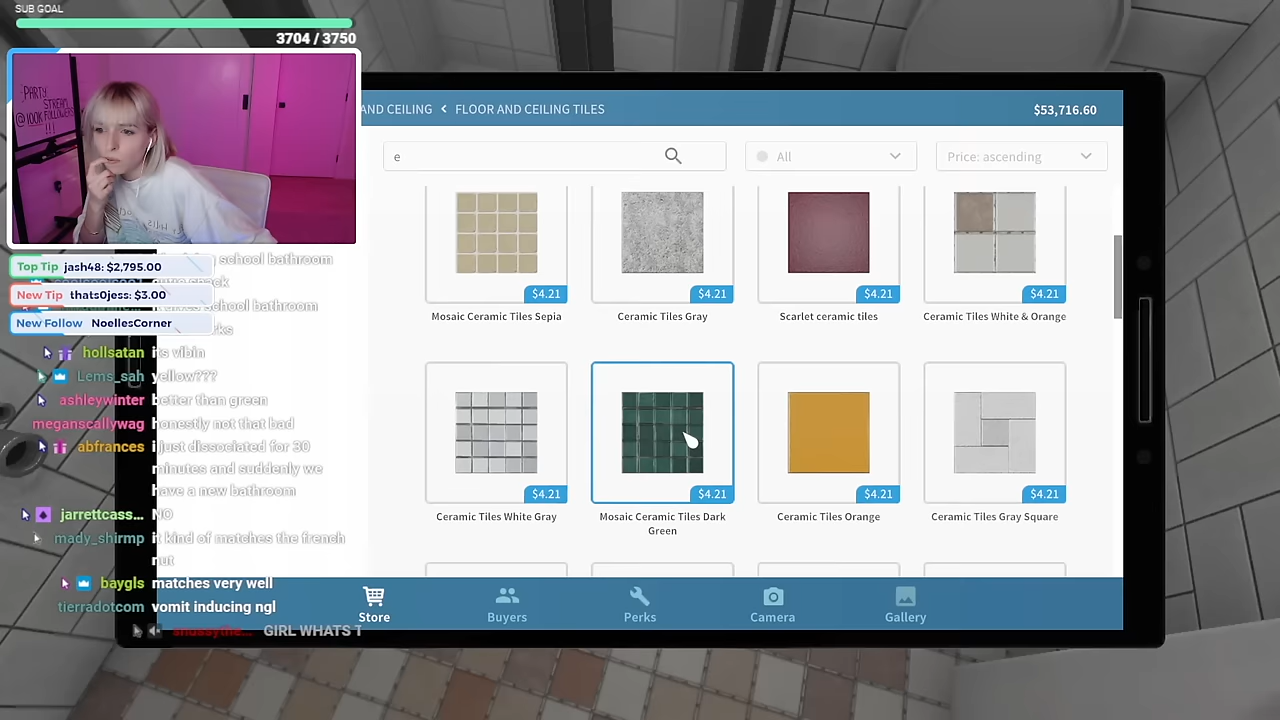 SUB GOAL
3704 / 3750
PARTY
STREAM
@100K FOLLOWERS
!!!
AND CEILING < FLOOR AND CEILING TILES
$53,716.60
e
All
Price: ascending
$4.21
$4.21
$4.21
$4.21
Mosaic Ceramic Tiles Sepia
Ceramic Tiles Gray
Scarlet ceramic tiles
Ceramic Tiles White & Orange
$4.21
$4.21
$4.21
$4.21
Ceramic Tiles White Gray
Mosaic Ceramic Tiles Dark
Green
Ceramic Tiles Orange
Ceramic Tiles Gray Square
Store
Buyers
Perks
Camera
Gallery
school bathroom
Top Tip jash48: $2,795.00
New Tip thats0jess: $3.00
school bathroom
New Follow NoellesCorner
hollsatan its vibin
Lems_sah yellow???
ashleywinter better than green
meganscallywag honestly not that bad
abfrances i just dissociated for 30
minutes and suddenly we
have a new bathroom
jarrettcass... NO
mady_shirmp it kind of matches the french
nut
baygls matches very well
tierradotcom vomit inducing ngl
GIRL WHATS T